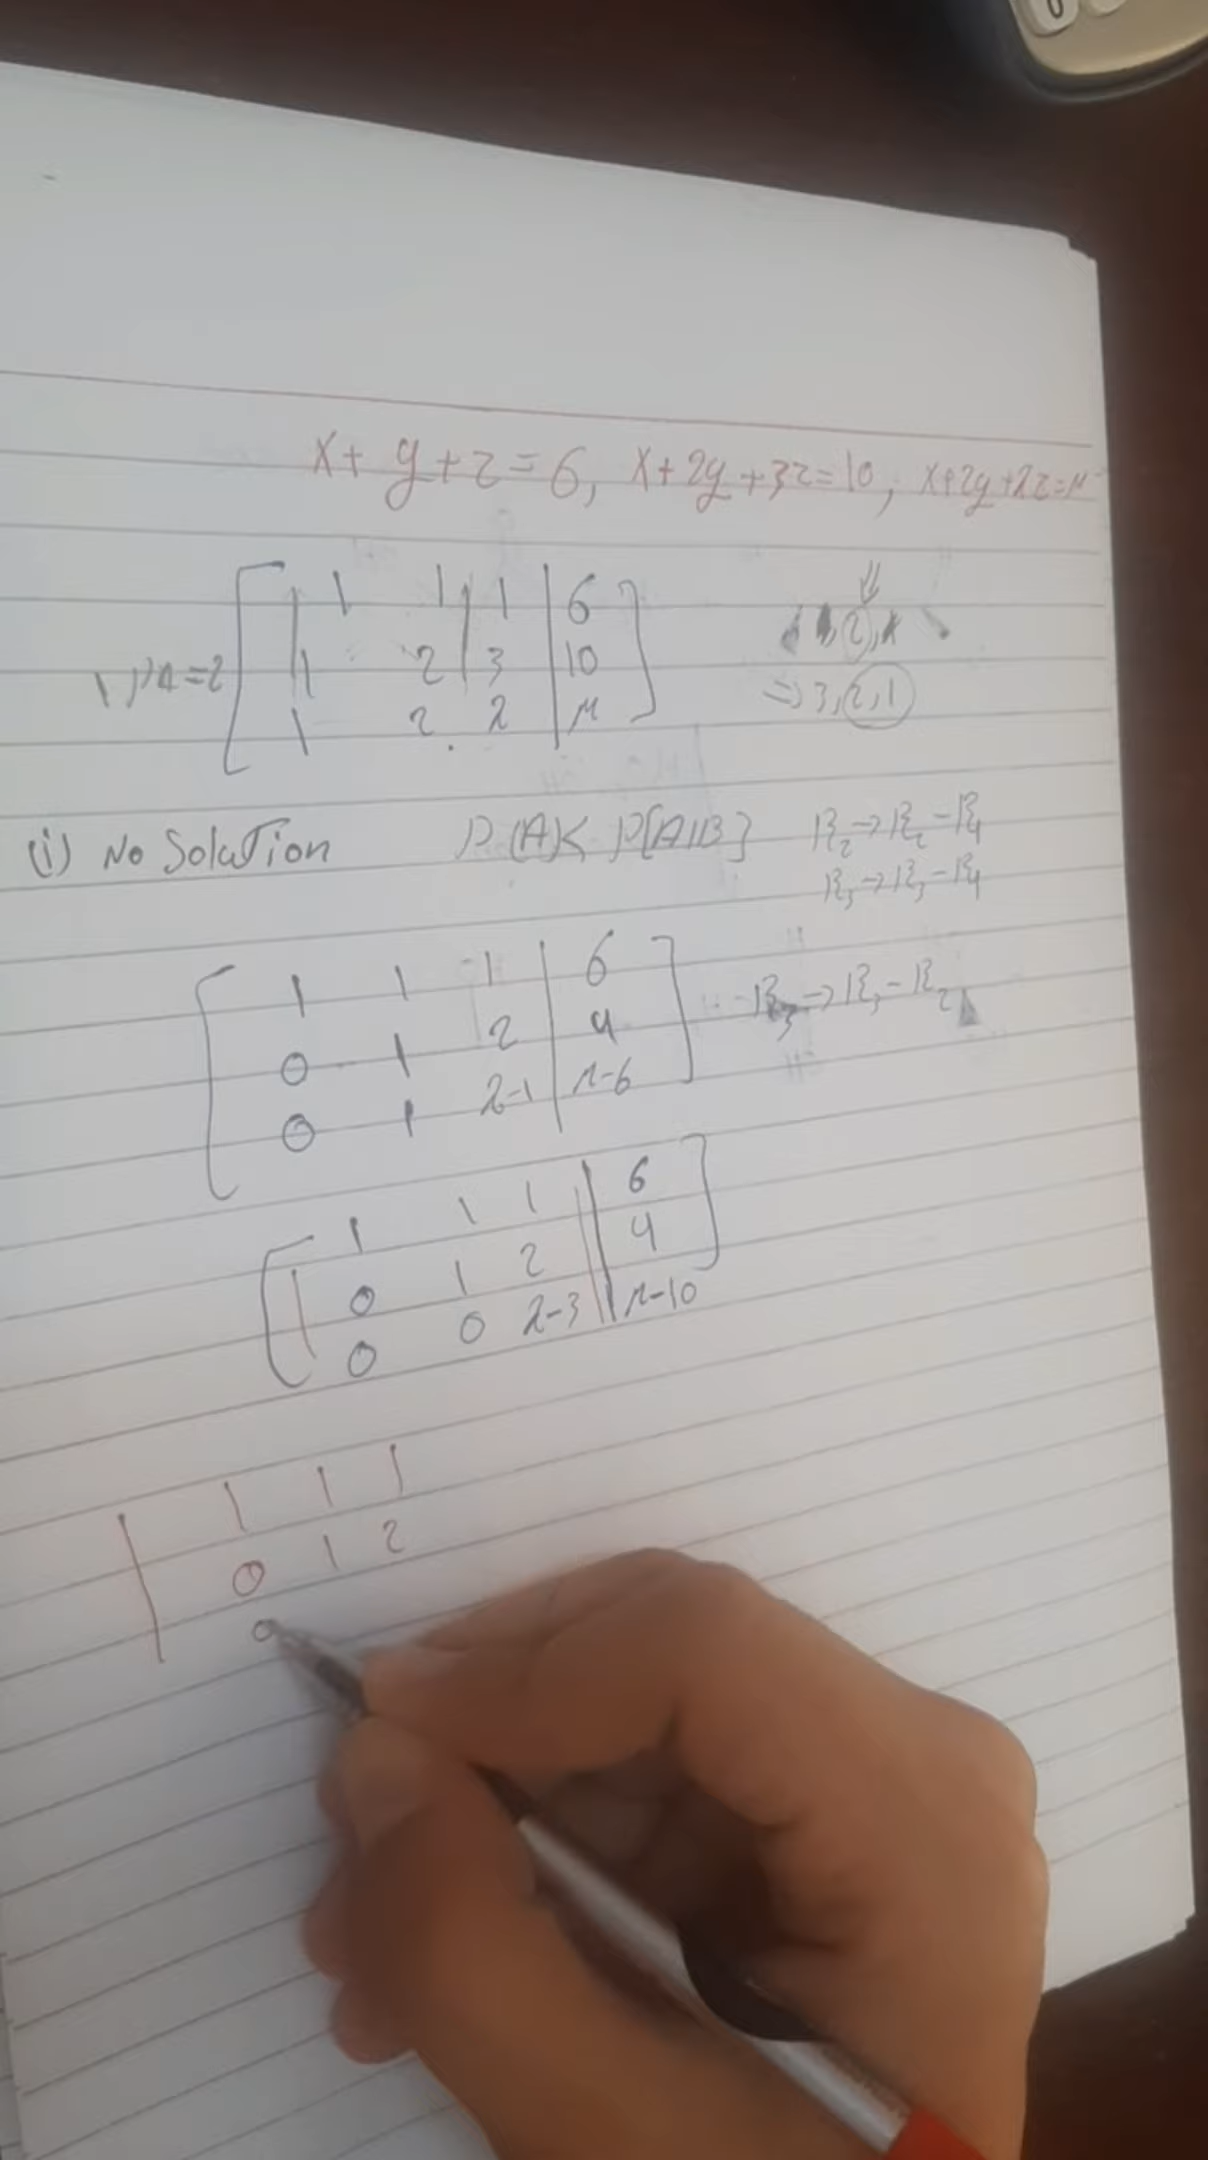 x + y + z = 6, x + 2y + 3z = 10, x + 2y + λz = μ
1 1 1 | 6
ρA = 2 1 2 3 | 10
1 2 λ | μ
2, x
=> 3, 2, 1
(i) No Solution ρ(A) < ρ[A|B] R₂ → R₂ - R₁
R₃ → R₃ - R₁
1 1 1 | 6
0 1 2 | 4 R₃ → R₃ - R₂
0 1 λ-1 | μ-6
1 1 1 | 6
0 1 2 | 4
0 0 λ-3 | μ-10
1 1 1
0 1 2
0